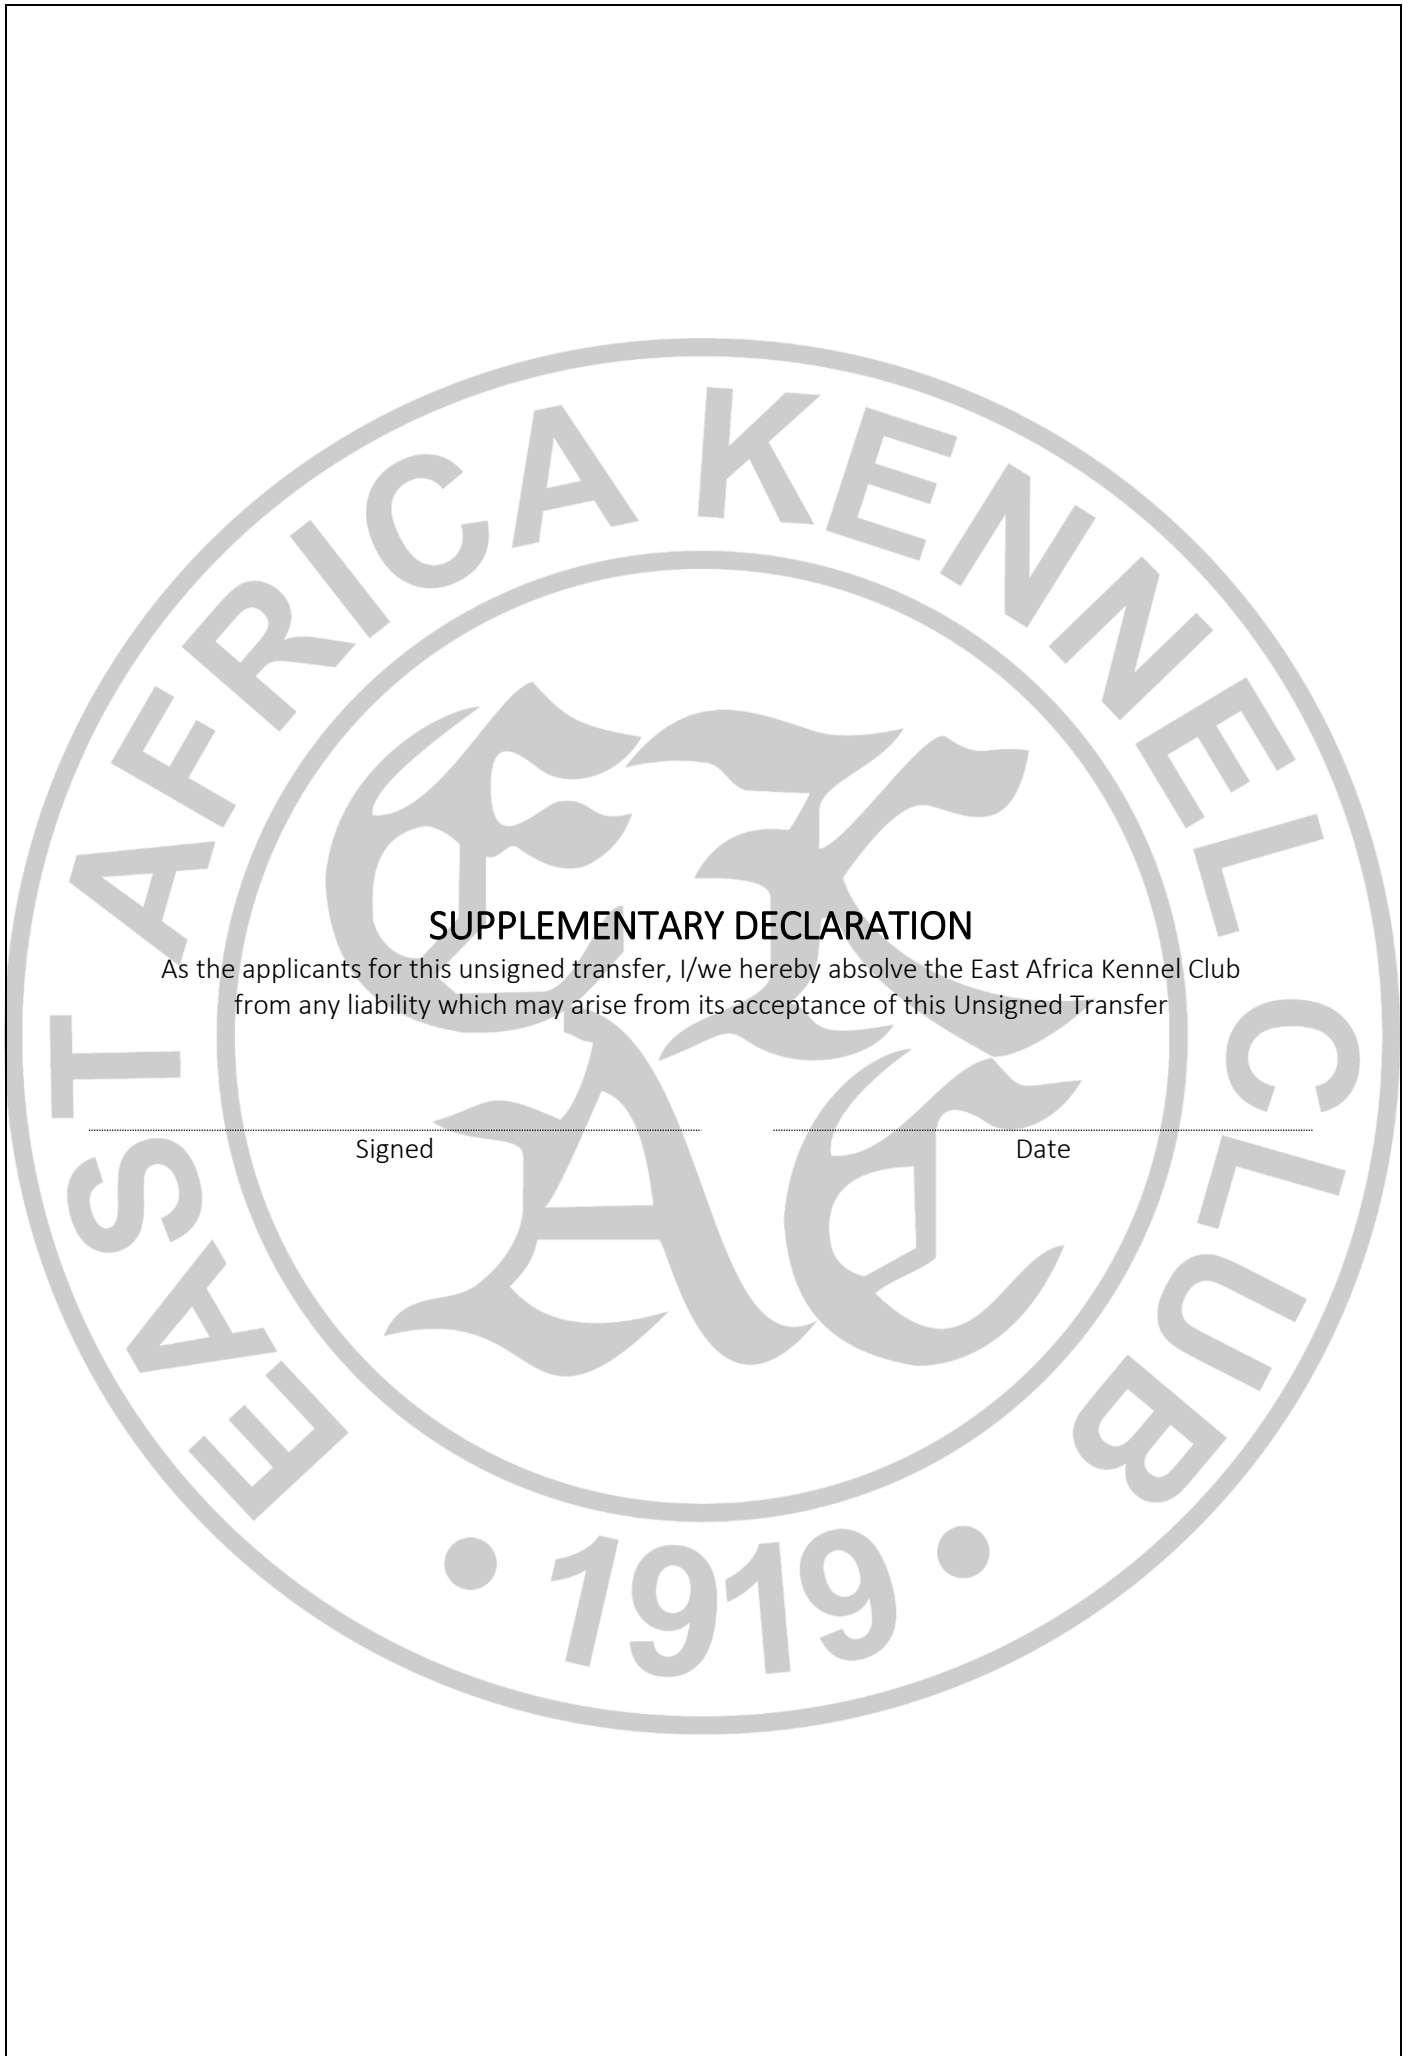 EAST AFRICA KENNEL CLUB
EKAC
SUPPLEMENTARY DECLARATION
As the applicants for this unsigned transfer, I/we hereby absolve the East Africa Kennel Club
from any liability which may arise from its acceptance of this Unsigned Transfer
Signed
Date
• 1919 •